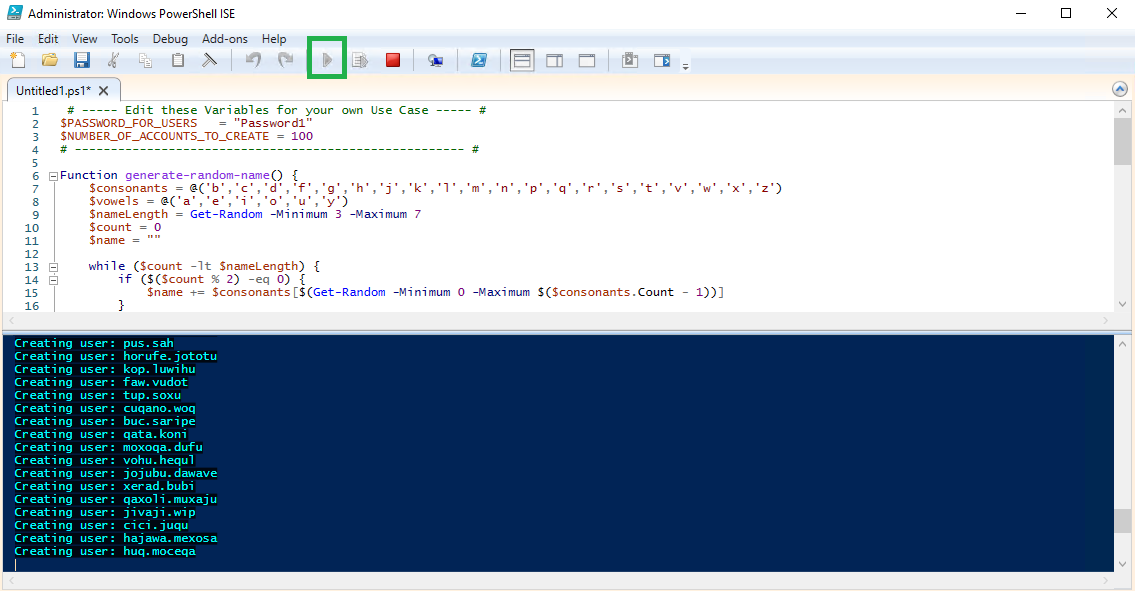 Administrator: Windows PowerShell ISE
File Edit View Tools Debug Add-ons Help
Untitled1.ps1* X
1 # ----- Edit these Variables for your own Use Case ----- #
2 $PASSWORD_FOR_USERS   = "Password1"
3 $NUMBER_OF_ACCOUNTS_TO_CREATE = 100
4 # ------------------------------------------------------ #
5
6 Function generate-random-name() {
7     $consonants = @('b','c','d','f','g','h','j','k','l','m','n','p','q','r','s','t','v','w','x','z')
8     $vowels = @('a','e','i','o','u','y')
9     $nameLength = Get-Random -Minimum 3 -Maximum 7
10     $count = 0
11     $name = ""
12
13     while ($count -lt $nameLength) {
14         if ($($count % 2) -eq 0) {
15             $name += $consonants[$(Get-Random -Minimum 0 -Maximum $($consonants.Count - 1))]
16         }
Creating user: pus.sah
Creating user: horufe.jototu
Creating user: kop.luwihu
Creating user: faw.vudot
Creating user: tup.soxu
Creating user: cuqano.woq
Creating user: buc.saripe
Creating user: qata.koni
Creating user: moxoqa.dufu
Creating user: vohu.hequl
Creating user: jojubu.dawave
Creating user: xerad.bubi
Creating user: qaxoli.muxaju
Creating user: jivaji.wip
Creating user: cici.juqu
Creating user: hajawa.mexosa
Creating user: huq.moceqa